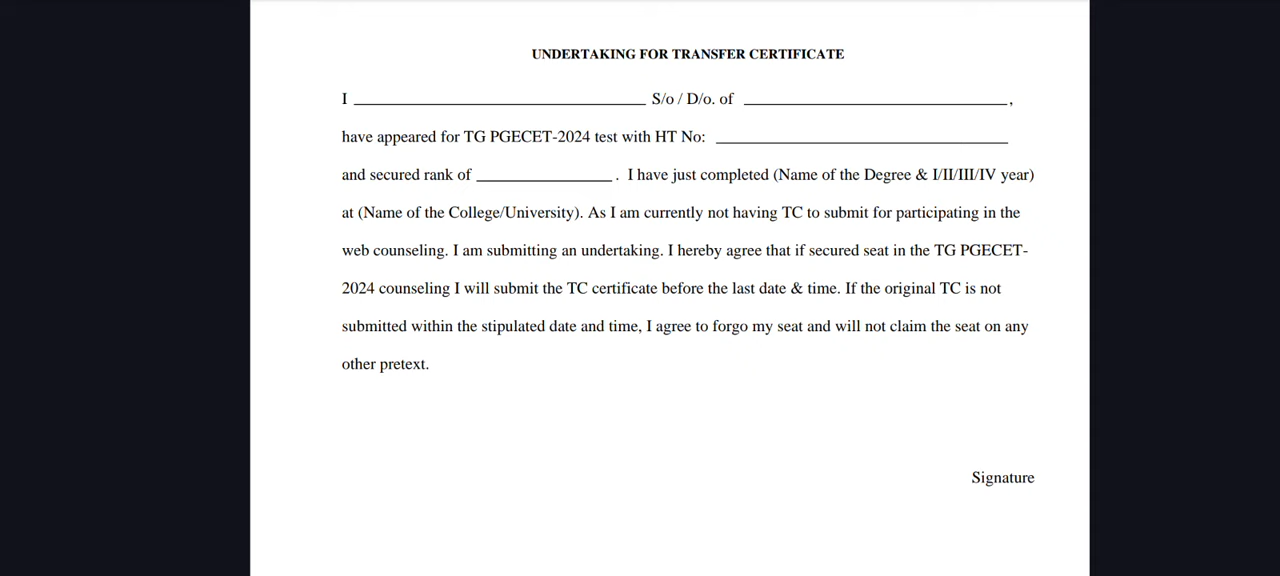 UNDERTAKING FOR TRANSFER CERTIFICATE
I ______________________ S/o / D/o. of ____________________,
have appeared for TG PGECET-2024 test with HT No: ______________________
and secured rank of __________ . I have just completed (Name of the Degree & I/II/III/IV year)
at (Name of the College/University). As I am currently not having TC to submit for participating in the
web counseling. I am submitting an undertaking. I hereby agree that if secured seat in the TG PGECET-
2024 counseling I will submit the TC certificate before the last date & time. If the original TC is not
submitted within the stipulated date and time, I agree to forgo my seat and will not claim the seat on any
other pretext.
Signature